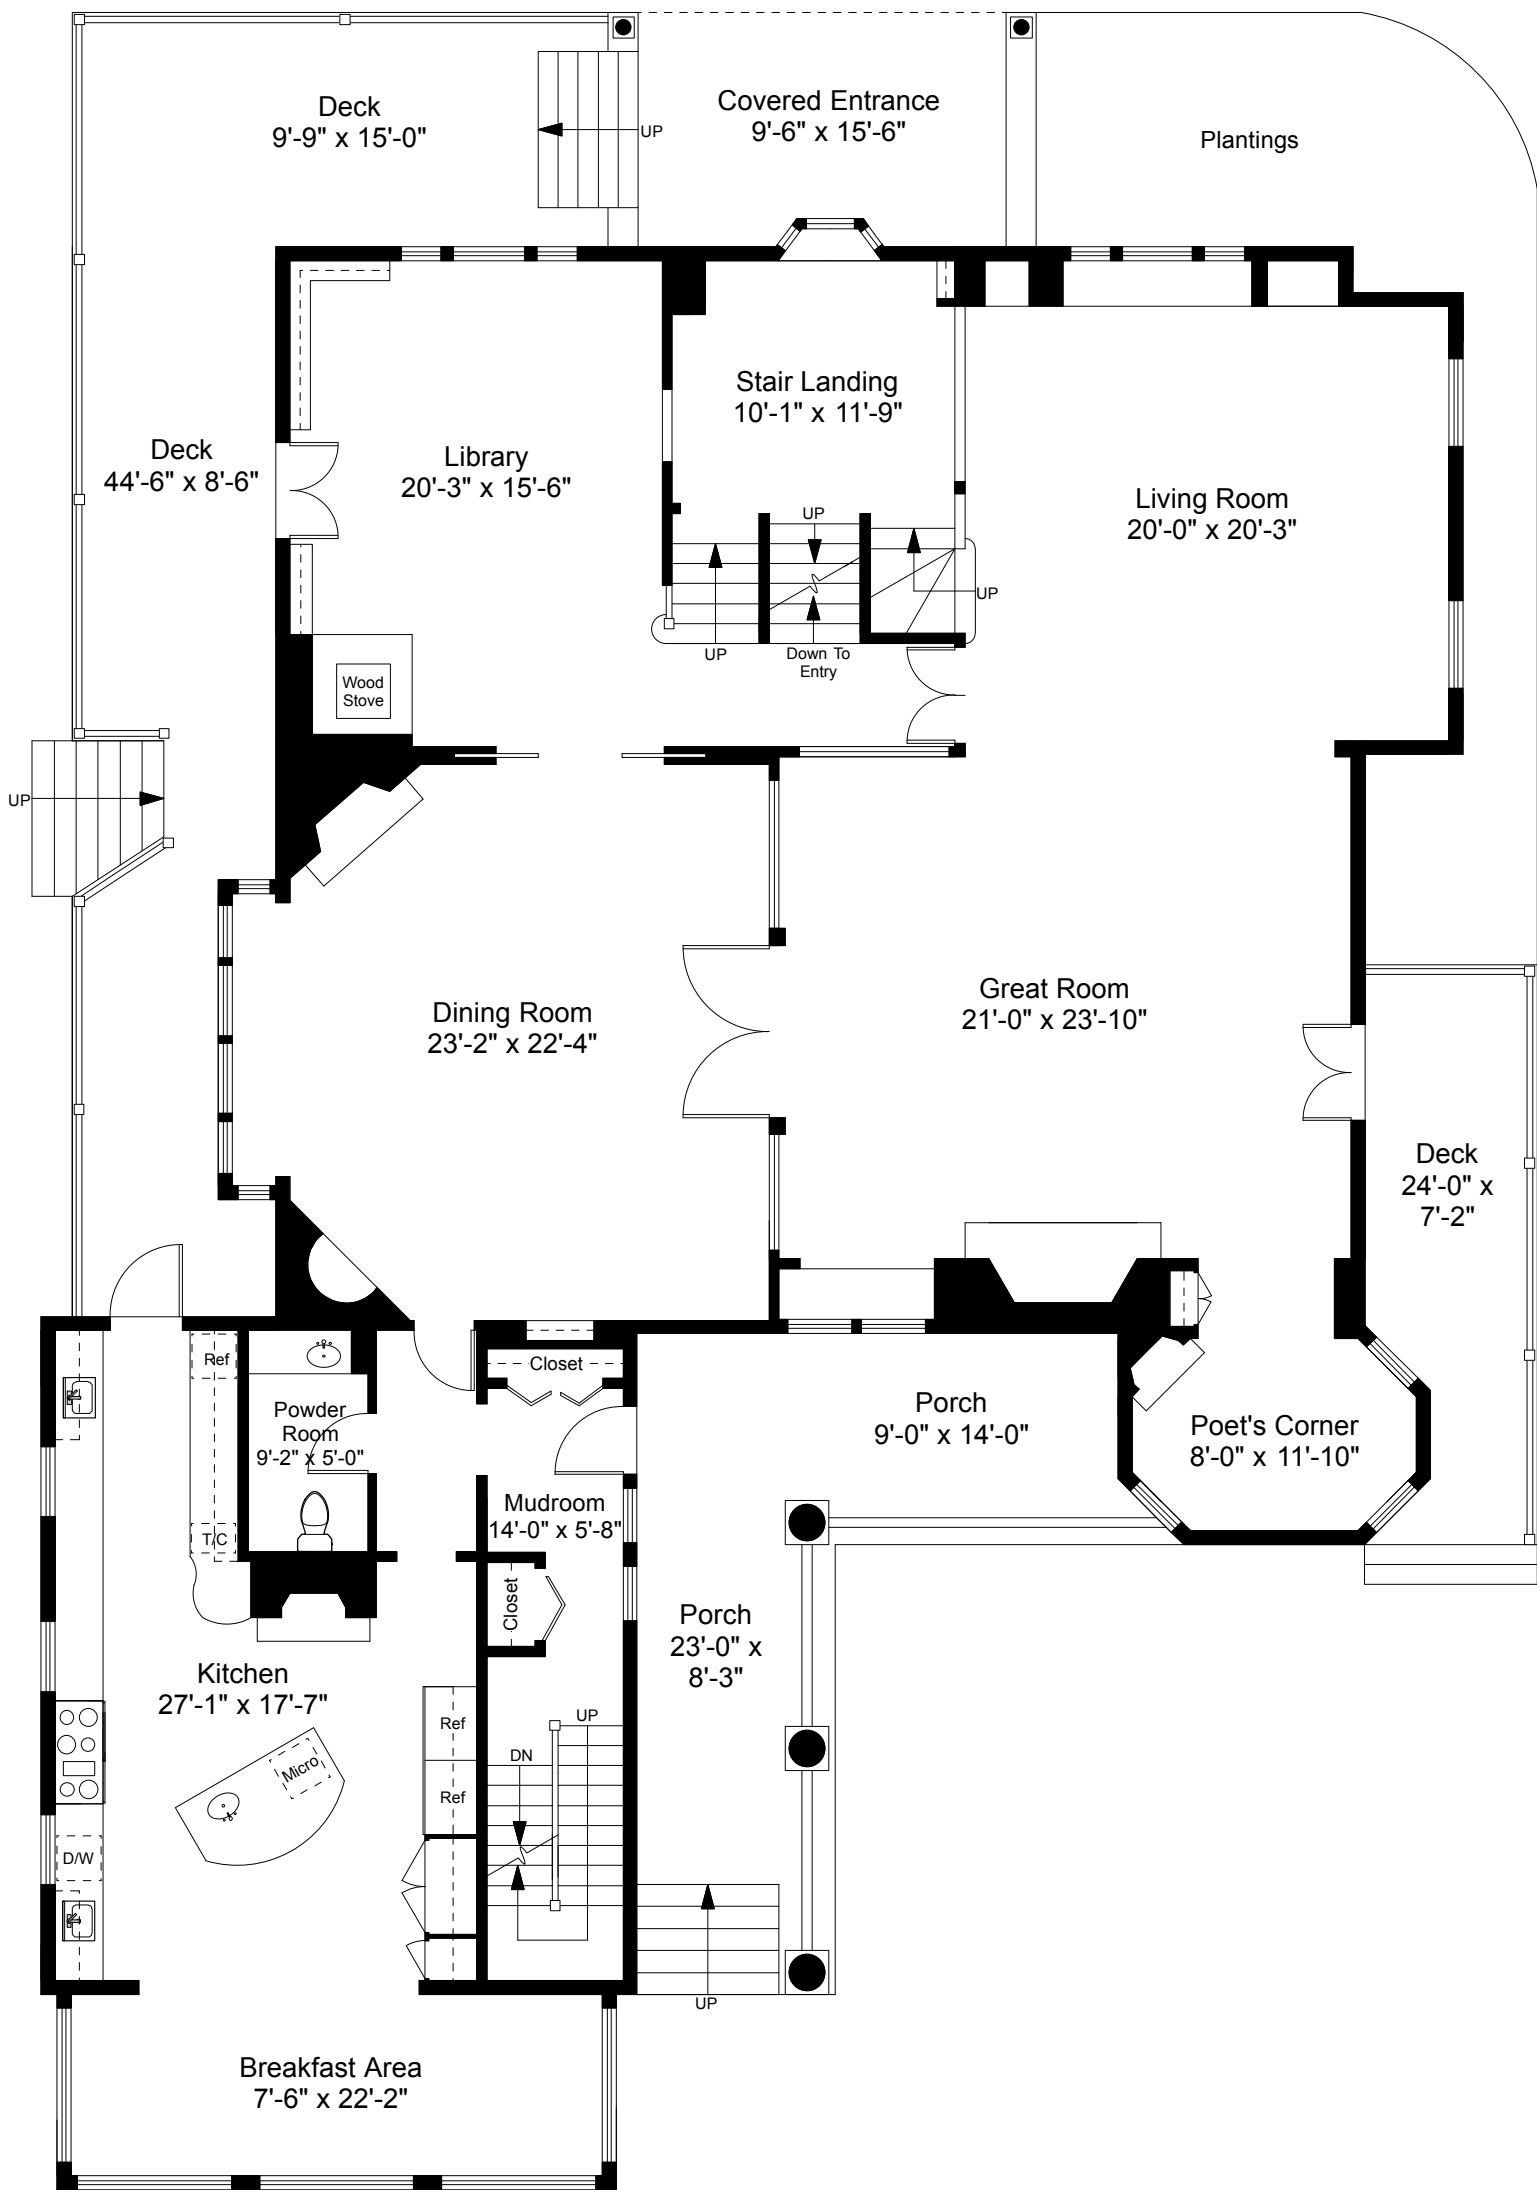 Deck
9'-9" x 15'-0"
UP
Covered Entrance
9'-6" x 15'-6"
Plantings
Stair Landing
10'-1" x 11'-9"
Deck
44'-6" x 8'-6"
Library
20'-3" x 15'-6"
Living Room
20'-0" x 20'-3"
UP
UP
UP
Down To
Entry
Wood
Stove
UP
Dining Room
23'-2" x 22'-4"
Great Room
21'-0" x 23'-10"
Deck
24'-0" x
7'-2"
Ref
Closet
Powder
Room
9'-2" x 5'-0"
Porch
9'-0" x 14'-0"
Poet's Corner
8'-0" x 11'-10"
Mudroom
14'-0" x 5'-8"
T/C
Closet
Porch
23'-0" x
8'-3"
Kitchen
27'-1" x 17'-7"
Ref
UP
DN
Micro
Ref
D/W
UP
Breakfast Area
7'-6" x 22'-2"